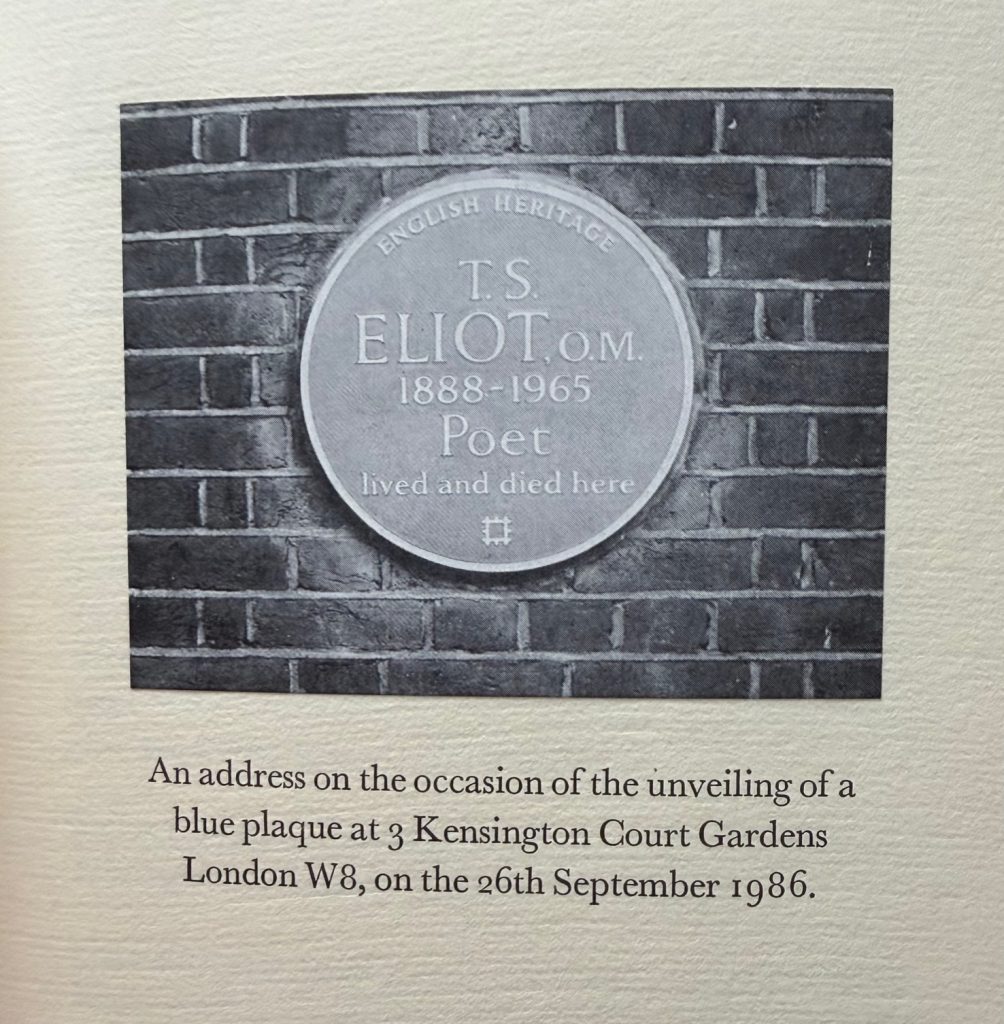 ENGLISH HERITAGE
T. S.
ELIOT, O.M.
1888-1965
Poet
lived and died here
An address on the occasion of the unveiling of a
blue plaque at 3 Kensington Court Gardens
London W8, on the 26th September 1986.